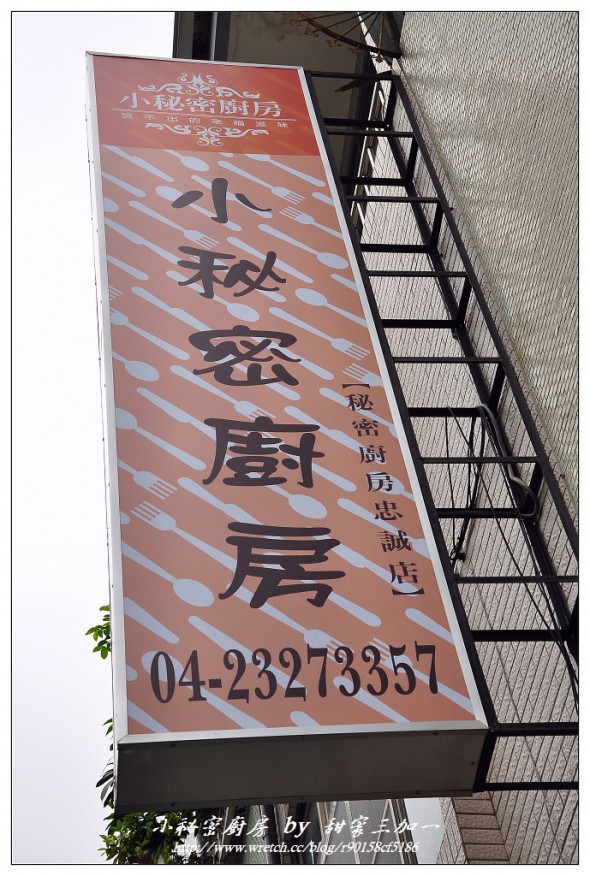 小秘密廚房
說不出的幸福滋味
小秘密廚房
【秘密廚房忠誠店】
04-23273357
小秘密廚房 by 甜蜜三加一
http://www.wretch.cc/blog/r90158cf5186